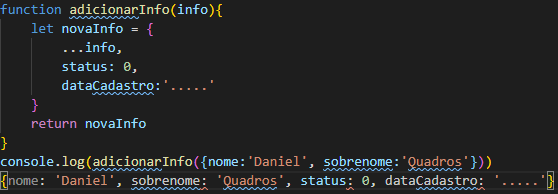 function adicionarInfo(info){
let novaInfo = {
...info,
status: 0,
dataCadastro:'.....'
}
return novaInfo
}
console.log(adicionarInfo({nome:'Daniel', sobrenome:'Quadros'}))
{nome: 'Daniel', sobrenome: 'Quadros', status: 0, dataCadastro: '.....'}